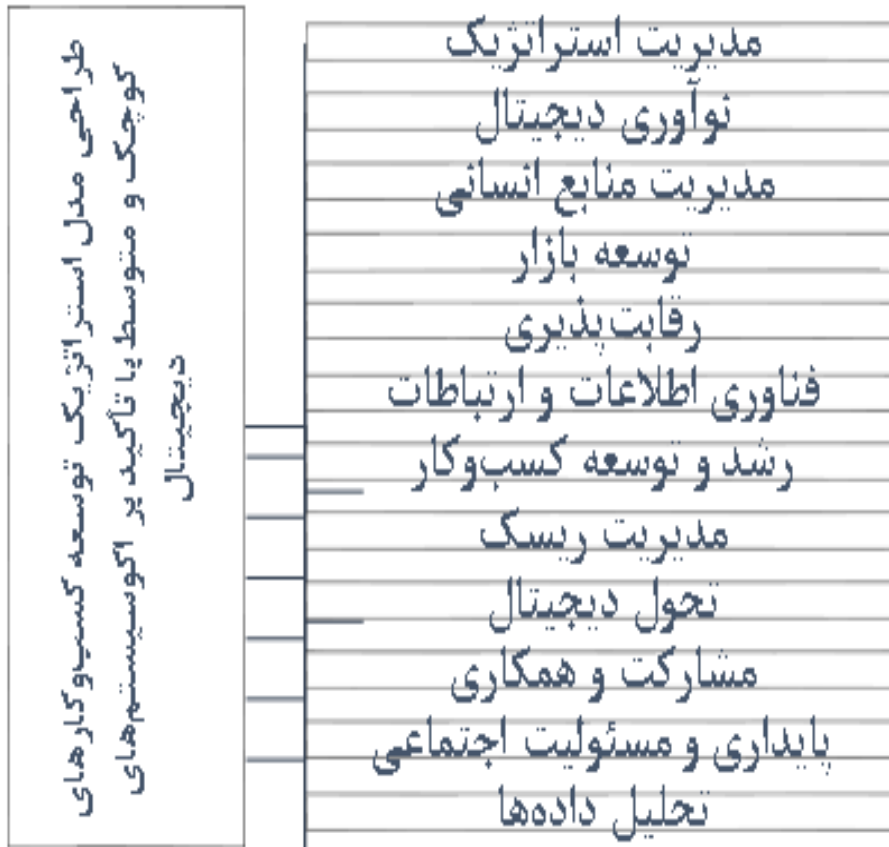 طراحی مدل استراتژیک توسعه کسب‌وکارهای
کوچک و متوسط با تأکید بر اکوسیستم‌های
دیجیتال
مدیریت استراتژیک
نوآوری دیجیتال
مدیریت منابع انسانی
توسعه بازار
رقابت‌پذیری
فناوری اطلاعات و ارتباطات
رشد و توسعه کسب‌وکار
مدیریت ریسک
تحول دیجیتال
مشارکت و همکاری
پایداری و مسئولیت اجتماعی
تحلیل داده‌ها